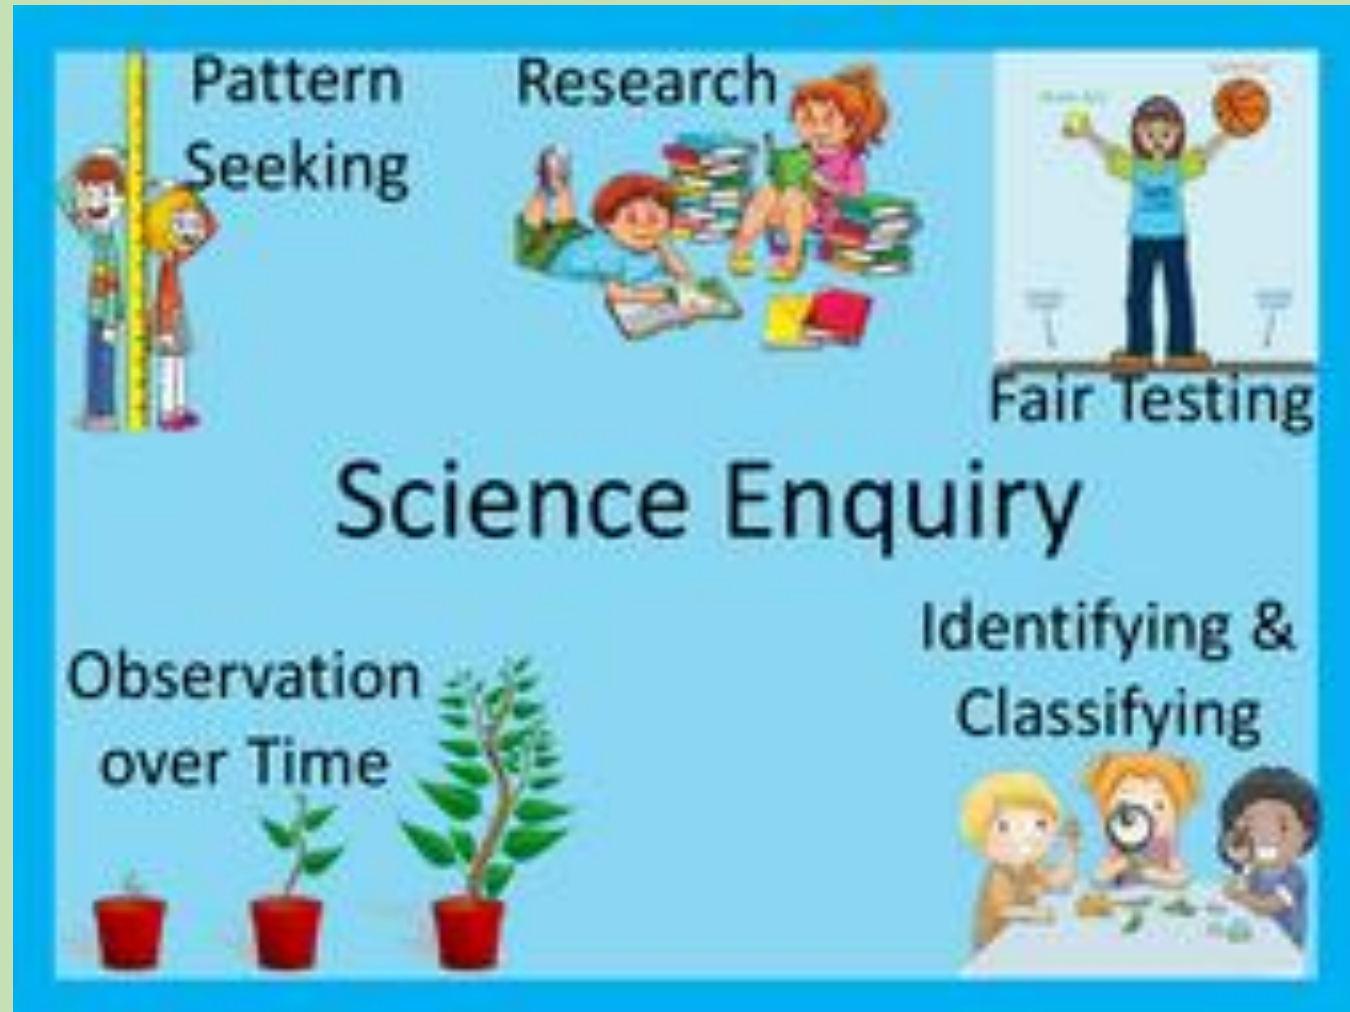 Pattern
Seeking
Research
Fair Testing
Science Enquiry
Observation
over Time
Identifying &
Classifying